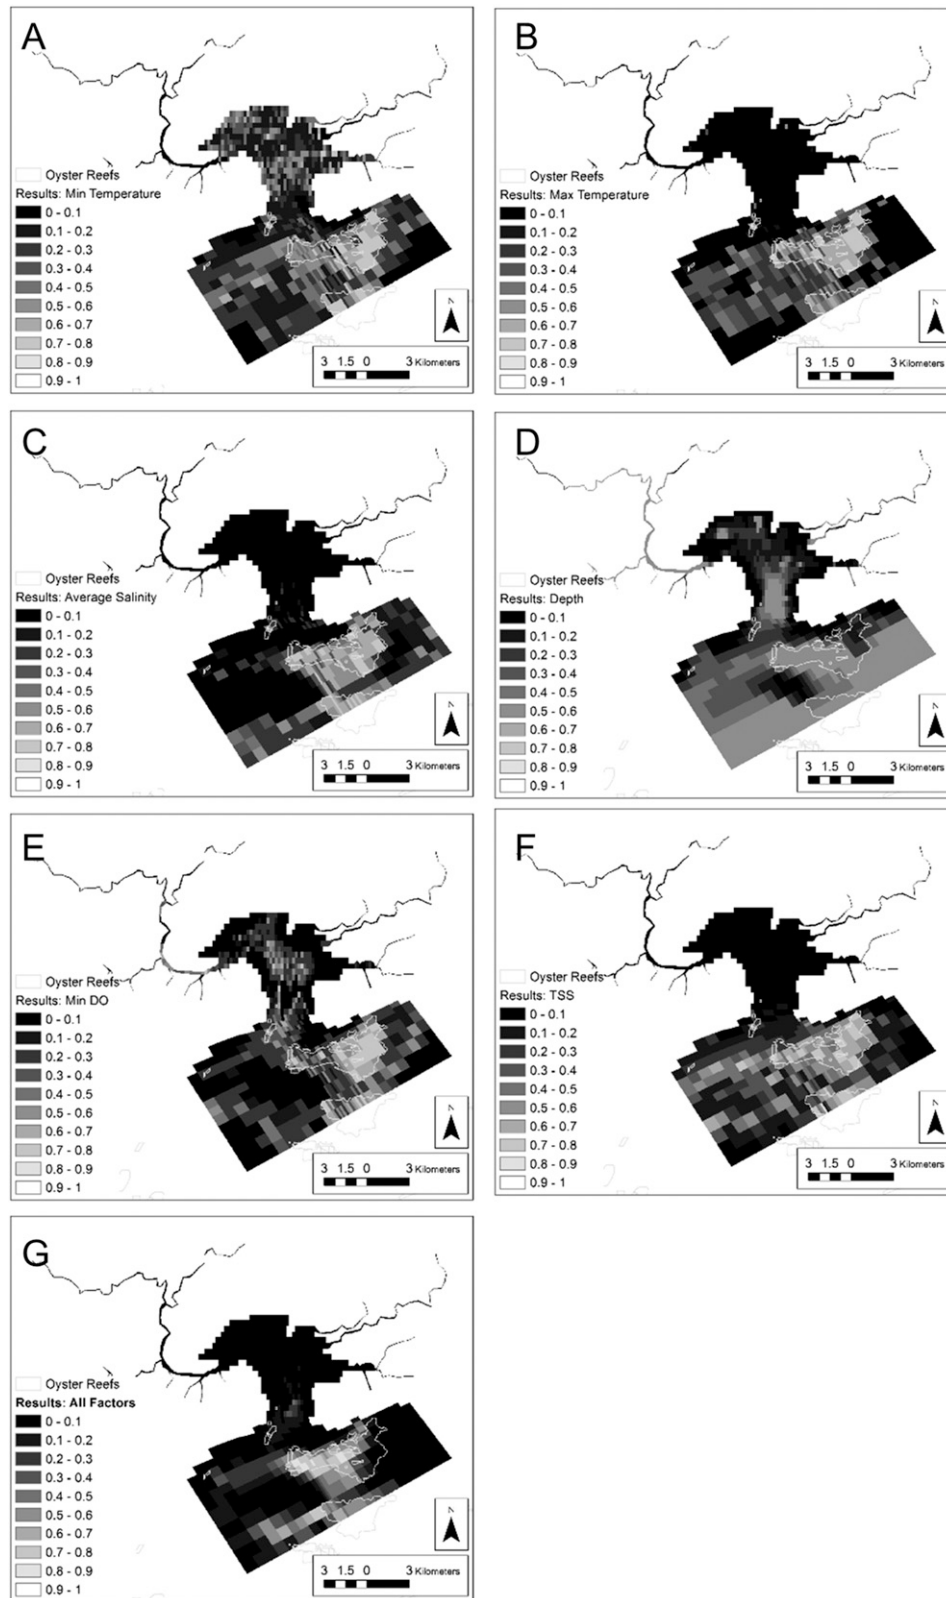 A
Oyster Reefs
Results: Min Temperature
0 - 0.1
0.1 - 0.2
0.2 - 0.3
0.3 - 0.4
0.4 - 0.5
0.5 - 0.6
0.6 - 0.7
0.7 - 0.8
0.8 - 0.9
0.9 - 1
N
3 1.5 0 3 Kilometers
B
Oyster Reefs
Results: Max Temperature
0 - 0.1
0.1 - 0.2
0.2 - 0.3
0.3 - 0.4
0.4 - 0.5
0.5 - 0.6
0.6 - 0.7
0.7 - 0.8
0.8 - 0.9
0.9 - 1
N
3 1.5 0 3 Kilometers
C
Oyster Reefs
Results: Average Salinity
0 - 0.1
0.1 - 0.2
0.2 - 0.3
0.3 - 0.4
0.4 - 0.5
0.5 - 0.6
0.6 - 0.7
0.7 - 0.8
0.8 - 0.9
0.9 - 1
N
3 1.5 0 3 Kilometers
D
Oyster Reefs
Results: Depth
0 - 0.1
0.1 - 0.2
0.2 - 0.3
0.3 - 0.4
0.4 - 0.5
0.5 - 0.6
0.6 - 0.7
0.7 - 0.8
0.8 - 0.9
0.9 - 1
N
3 1.5 0 3 Kilometers
E
Oyster Reefs
Results: Min DO
0 - 0.1
0.1 - 0.2
0.2 - 0.3
0.3 - 0.4
0.4 - 0.5
0.5 - 0.6
0.6 - 0.7
0.7 - 0.8
0.8 - 0.9
0.9 - 1
N
3 1.5 0 3 Kilometers
F
Oyster Reefs
Results: TSS
0 - 0.1
0.1 - 0.2
0.2 - 0.3
0.3 - 0.4
0.4 - 0.5
0.5 - 0.6
0.6 - 0.7
0.7 - 0.8
0.8 - 0.9
0.9 - 1
N
3 1.5 0 3 Kilometers
G
Oyster Reefs
Results: All Factors
0 - 0.1
0.1 - 0.2
0.2 - 0.3
0.3 - 0.4
0.4 - 0.5
0.5 - 0.6
0.6 - 0.7
0.7 - 0.8
0.8 - 0.9
0.9 - 1
N
3 1.5 0 3 Kilometers